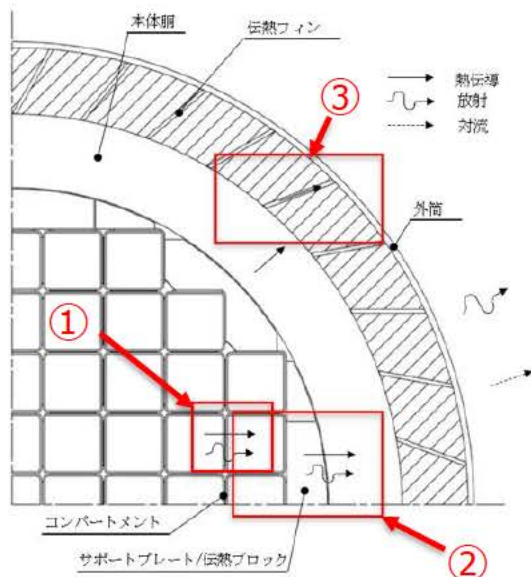 本体胴
伝熱フィン
③
熱伝導
放射
対流
外筒
①
コンパートメント
サポートプレート/伝熱ブロック
②